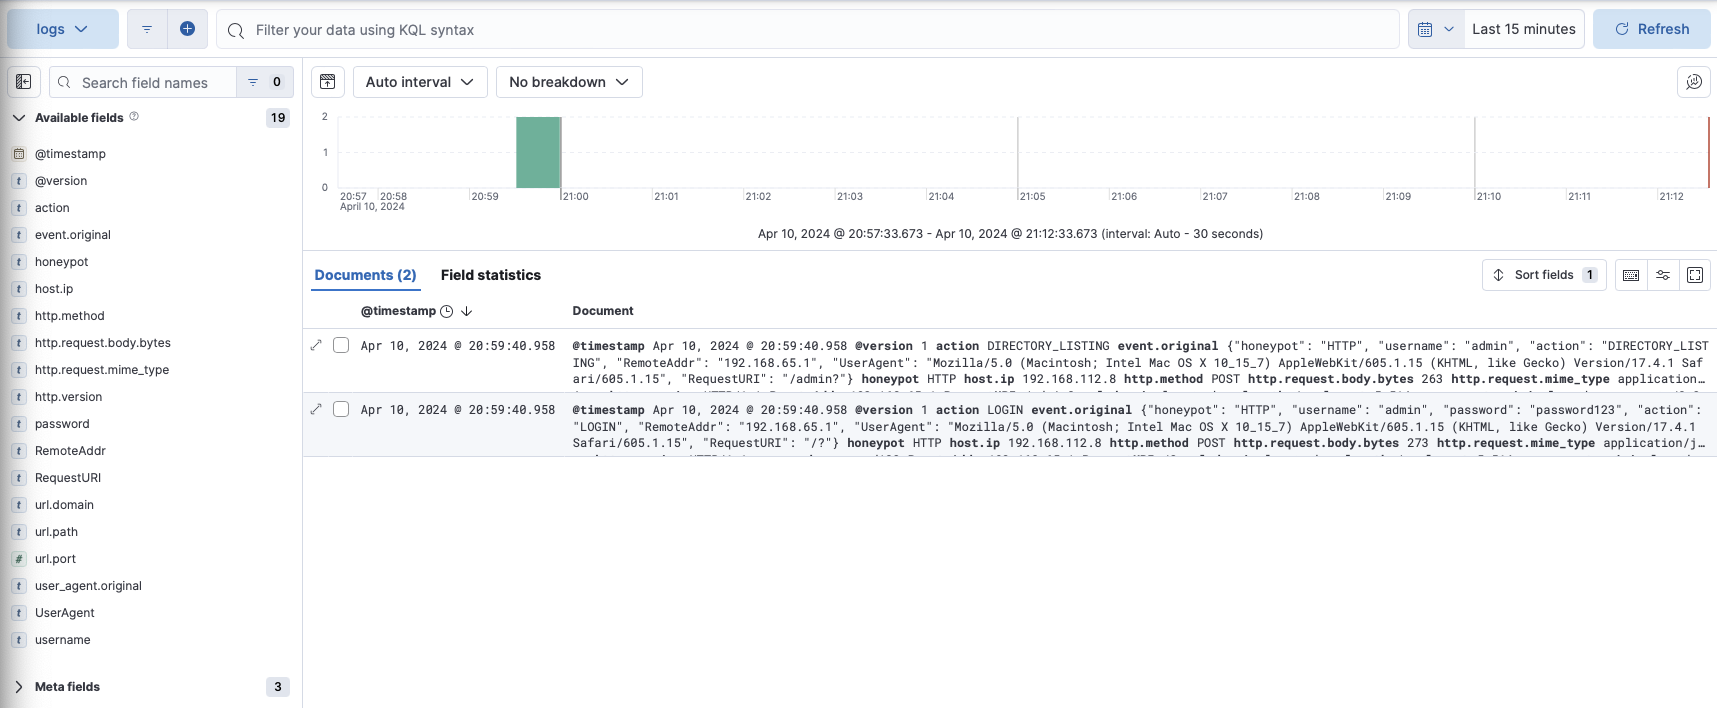 logs
Filter your data using KQL syntax
Last 15 minutes
Refresh
Search field names
0
Auto interval
No breakdown
Available fields
19
@timestamp
@version
action
event.original
honeypot
host.ip
http.method
http.request.body.bytes
http.request.mime_type
http.version
password
RemoteAddr
RequestURI
url.domain
url.path
url.port
user_agent.original
UserAgent
username
Meta fields
3
2
1
0
20:57 20:58 20:59 21:00 21:01 21:02 21:03 21:04 21:05 21:06 21:07 21:08 21:09 21:10 21:11 21:12
April 10, 2024
Apr 10, 2024 @ 20:57:33.673 - Apr 10, 2024 @ 21:12:33.673 (interval: Auto - 30 seconds)
Documents (2) Field statistics
Sort fields 1
@timestamp Document
Apr 10, 2024 @ 20:59:40.958 @timestamp Apr 10, 2024 @ 20:59:40.958 @version 1 action DIRECTORY_LISTING event.original {"honeypot": "HTTP", "username": "admin", "action": "DIRECTORY_LIST
ING", "RemoteAddr": "192.168.65.1", "UserAgent": "Mozilla/5.0 (Macintosh; Intel Mac OS X 10_15_7) AppleWebKit/605.1.15 (KHTML, like Gecko) Version/17.4.1 Saf
ari/605.1.15", "RequestURI": "/admin?"} honeypot HTTP host.ip 192.168.112.8 http.method POST http.request.body.bytes 263 http.request.mime_type application…
Apr 10, 2024 @ 20:59:40.958 @timestamp Apr 10, 2024 @ 20:59:40.958 @version 1 action LOGIN event.original {"honeypot": "HTTP", "username": "admin", "password": "password123", "action":
"LOGIN", "RemoteAddr": "192.168.65.1", "UserAgent": "Mozilla/5.0 (Macintosh; Intel Mac OS X 10_15_7) AppleWebKit/605.1.15 (KHTML, like Gecko) Version/17.4.1
Safari/605.1.15", "RequestURI": "/?"} honeypot HTTP host.ip 192.168.112.8 http.method POST http.request.body.bytes 273 http.request.mime_type application/j…